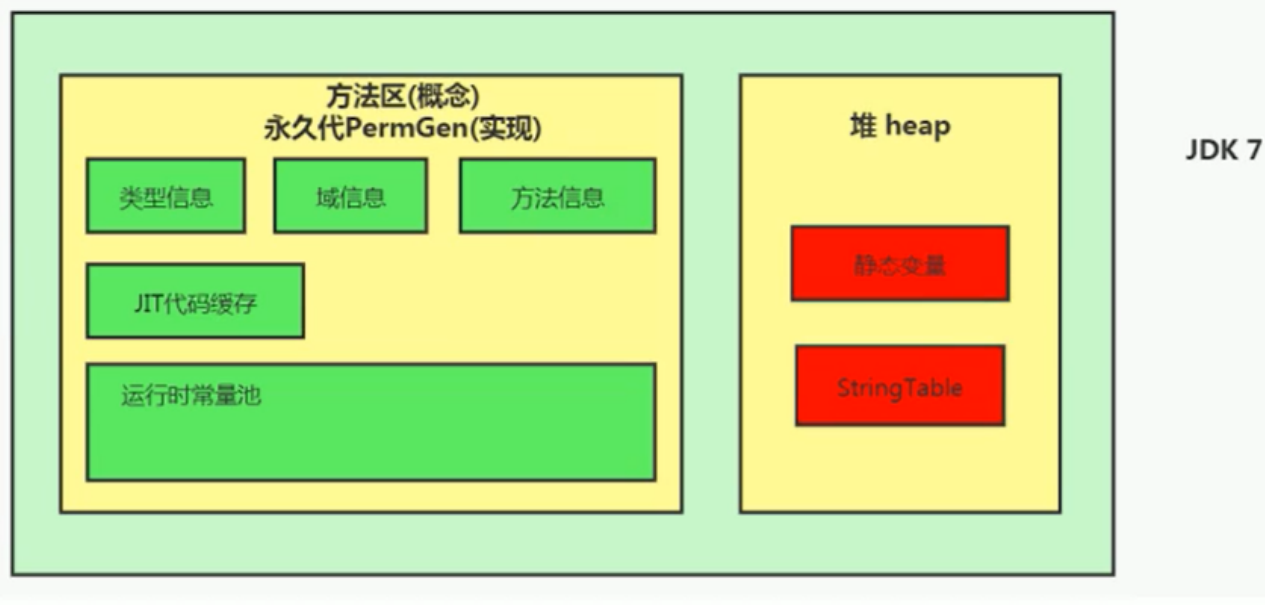 方法区(概念)
永久代PermGen(实现)
类型信息
域信息
方法信息
JIT代码缓存
运行时常量池
堆 heap
静态变量
StringTable
JDK 7